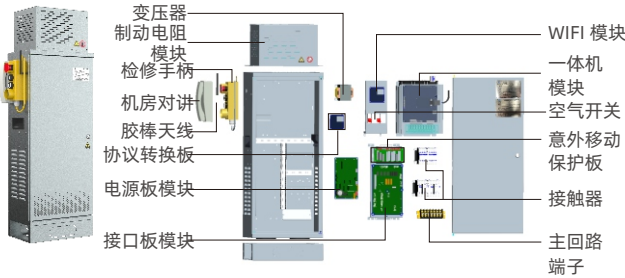 变压器
制动电阻
模块
检修手柄
机房对讲
胶棒天线
协议转换板
电源板模块
接口板模块
WIFI 模块
一体机
模块
空气开关
意外移动
保护板
接触器
主回路
端子